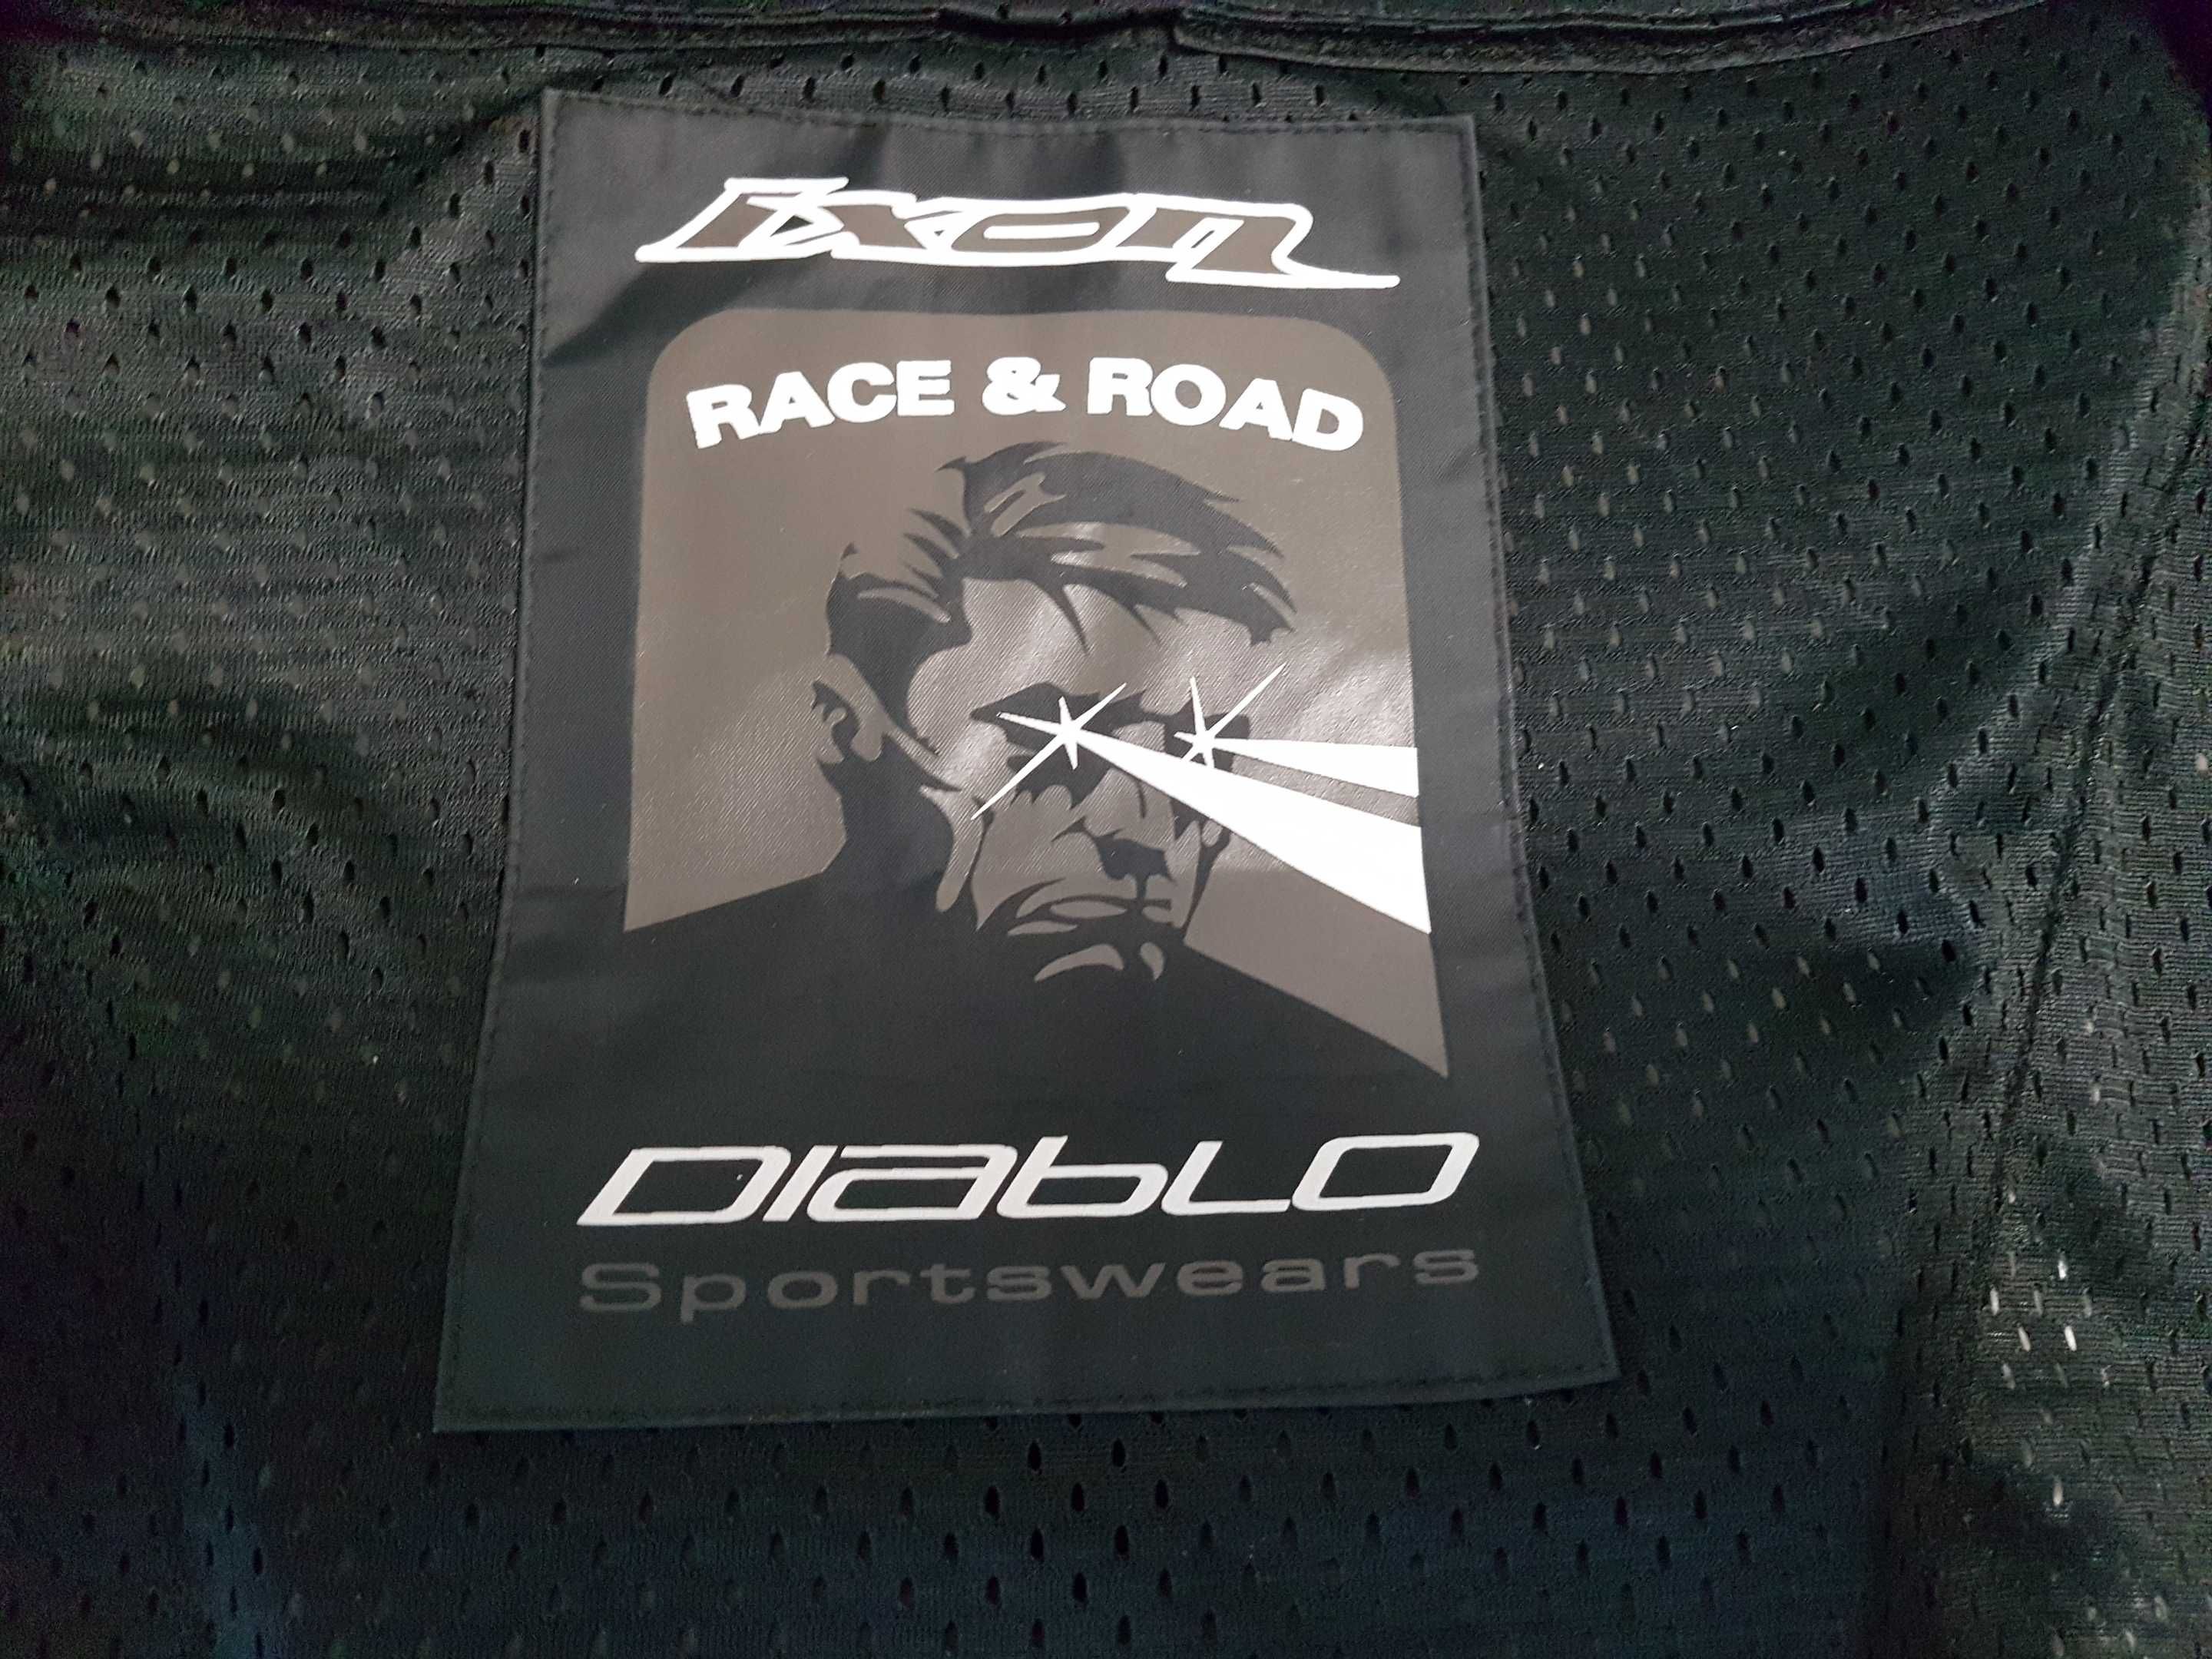 Ixon
RACE & ROAD
DIabLO
Sportswears